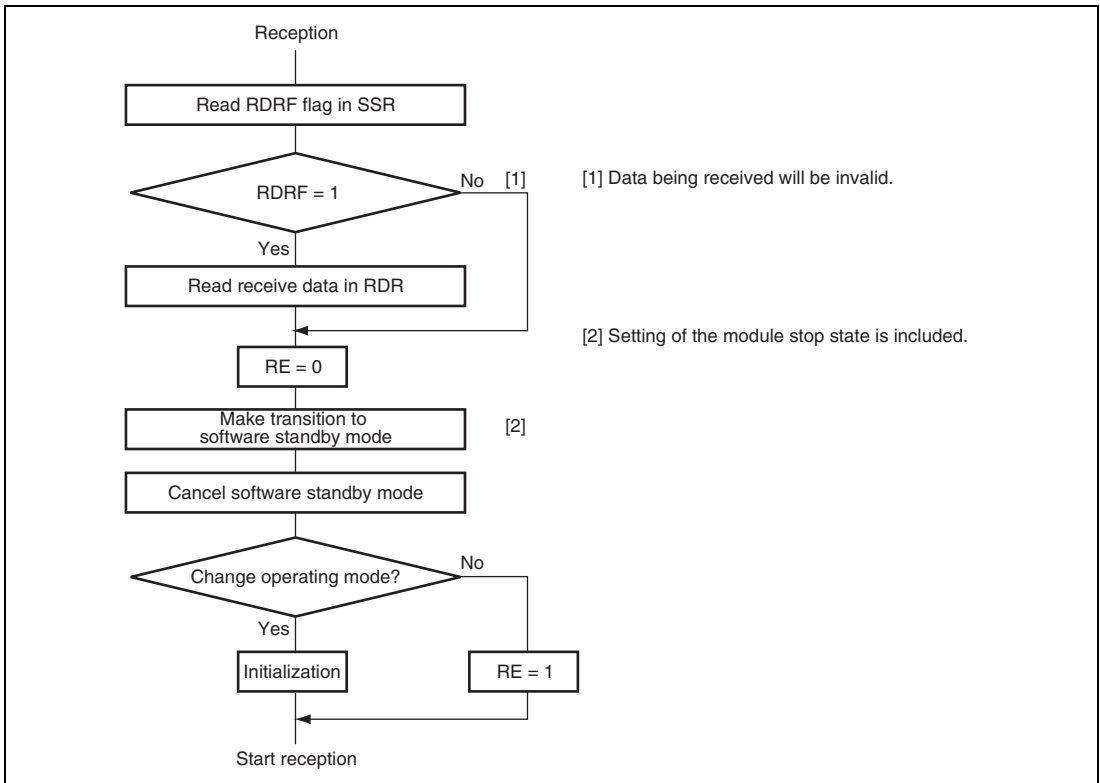 Reception
Read RDRF flag in SSR
RDRF = 1
No [1]
[1] Data being received will be invalid.
Yes
Read receive data in RDR
[2] Setting of the module stop state is included.
RE = 0
Make transition to
software standby mode
[2]
Cancel software standby mode
Change operating mode?
No
Yes
Initialization
RE = 1
Start reception